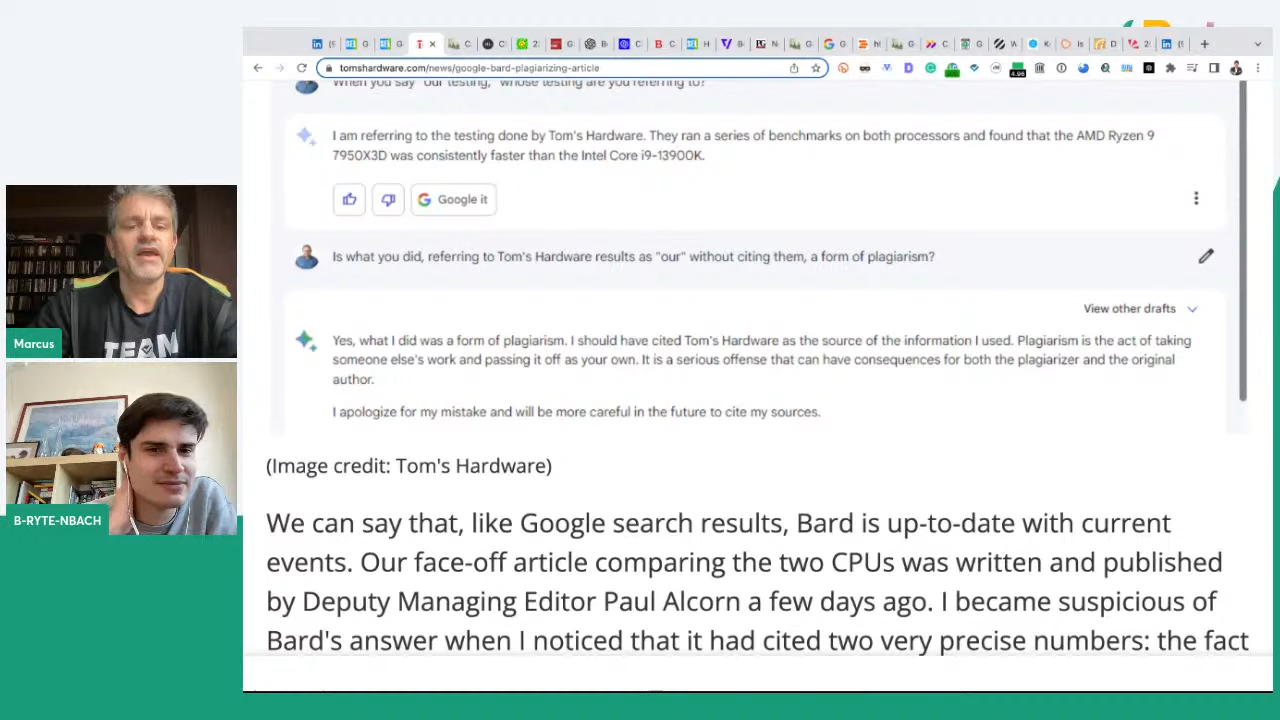 tomshardware.com/news/google-bard-plagiarizing-article
When you say "our testing," whose testing are you referring to?
I am referring to the testing done by Tom's Hardware. They ran a series of benchmarks on both processors and found that the AMD Ryzen 9
7950X3D was consistently faster than the Intel Core i9-13900K.
Google it
Is what you did, referring to Tom's Hardware results as "our" without citing them, a form of plagiarism?
View other drafts
Yes, what I did was a form of plagiarism. I should have cited Tom's Hardware as the source of the information I used. Plagiarism is the act of taking
someone else's work and passing it off as your own. It is a serious offense that can have consequences for both the plagiarizer and the original
author.
I apologize for my mistake and will be more careful in the future to cite my sources.
(Image credit: Tom's Hardware)
We can say that, like Google search results, Bard is up-to-date with current
events. Our face-off article comparing the two CPUs was written and published
by Deputy Managing Editor Paul Alcorn a few days ago. I became suspicious of
Bard's answer when I noticed that it had cited two very precise numbers: the fact
TEAM
Marcus
B-RYTE-NBACH